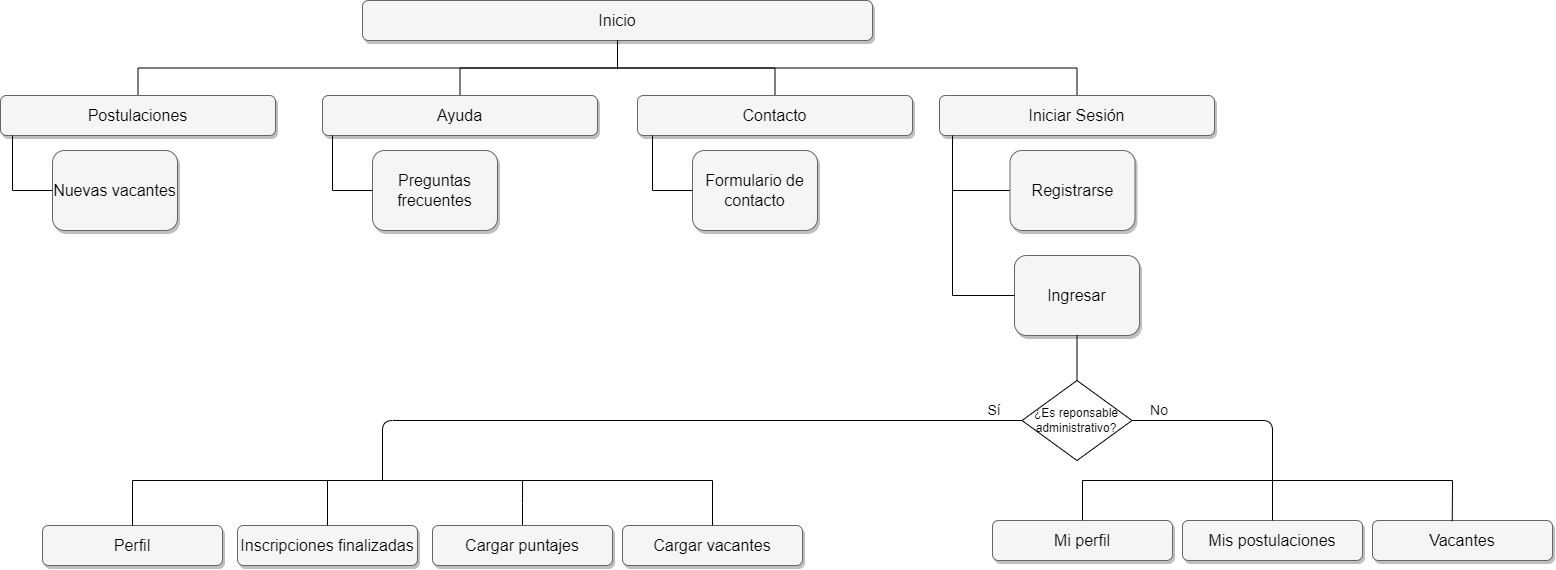 Inicio
Postulaciones
Ayuda
Contacto
Iniciar Sesión
Nuevas vacantes
Preguntas
frecuentes
Formulario de
contacto
Registrarse
Ingresar
Sí
¿Es reponsable
administrativo?
No
Perfil
Inscripciones finalizadas
Cargar puntajes
Cargar vacantes
Mi perfil
Mis postulaciones
Vacantes